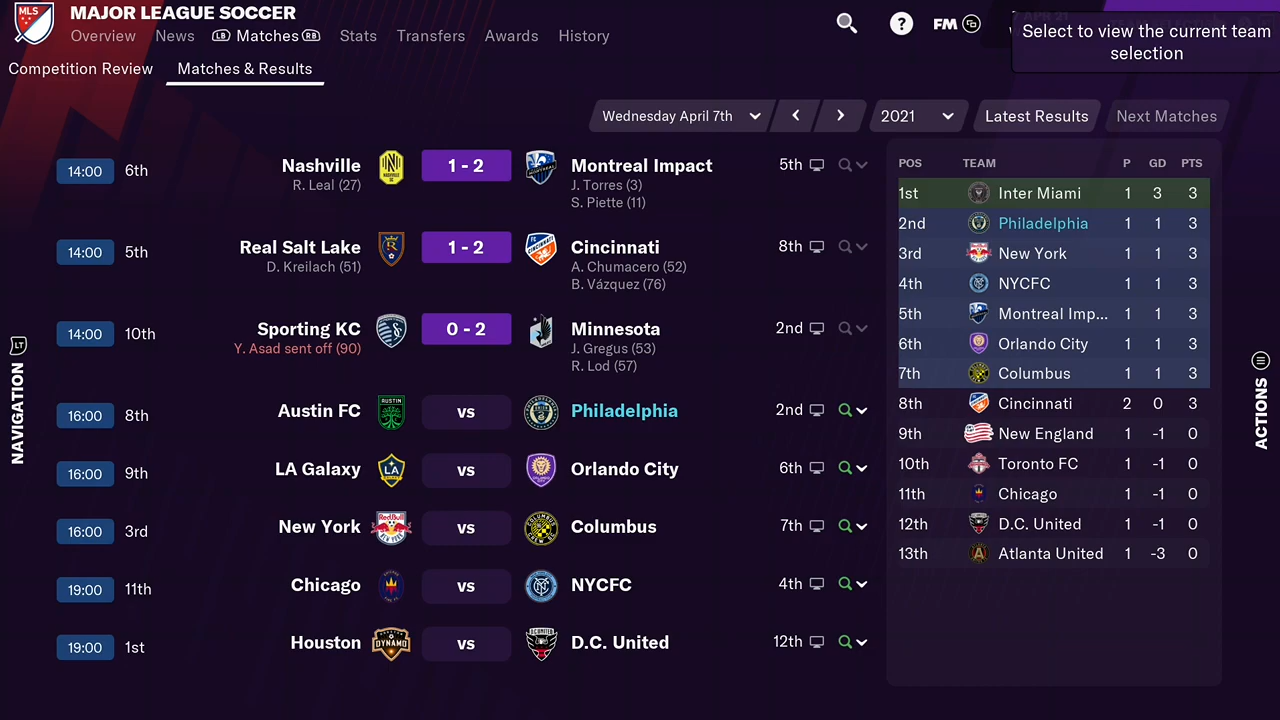 MLS
MAJOR LEAGUE SOCCER
Overview News LB Matches RB Stats Transfers Awards History
? FM
Select to view the current team
selection
Competition Review Matches & Results
Wednesday April 7th 2021 Latest Results Next Matches
14:00 6th Nashville 1 - 2 Montreal Impact 5th
R. Leal (27) J. Torres (3)
S. Piette (11)
14:00 5th Real Salt Lake 1 - 2 Cincinnati 8th
D. Kreilach (51) A. Chumacero (52)
B. Vázquez (76)
14:00 10th Sporting KC 0 - 2 Minnesota 2nd
Y. Asad sent off (90) J. Gregus (53)
R. Lod (57)
16:00 8th Austin FC vs Philadelphia 2nd
16:00 9th LA Galaxy vs Orlando City 6th
16:00 3rd New York vs Columbus 7th
19:00 11th Chicago vs NYCFC 4th
19:00 1st Houston vs D.C. United 12th
POS TEAM P GD PTS
1st Inter Miami 1 3 3
2nd Philadelphia 1 1 3
3rd New York 1 1 3
4th NYCFC 1 1 3
5th Montreal Imp... 1 1 3
6th Orlando City 1 1 3
7th Columbus 1 1 3
8th Cincinnati 2 0 3
9th New England 1 -1 0
10th Toronto FC 1 -1 0
11th Chicago 1 -1 0
12th D.C. United 1 -1 0
13th Atlanta United 1 -3 0
NAVIGATION LT
ACTIONS